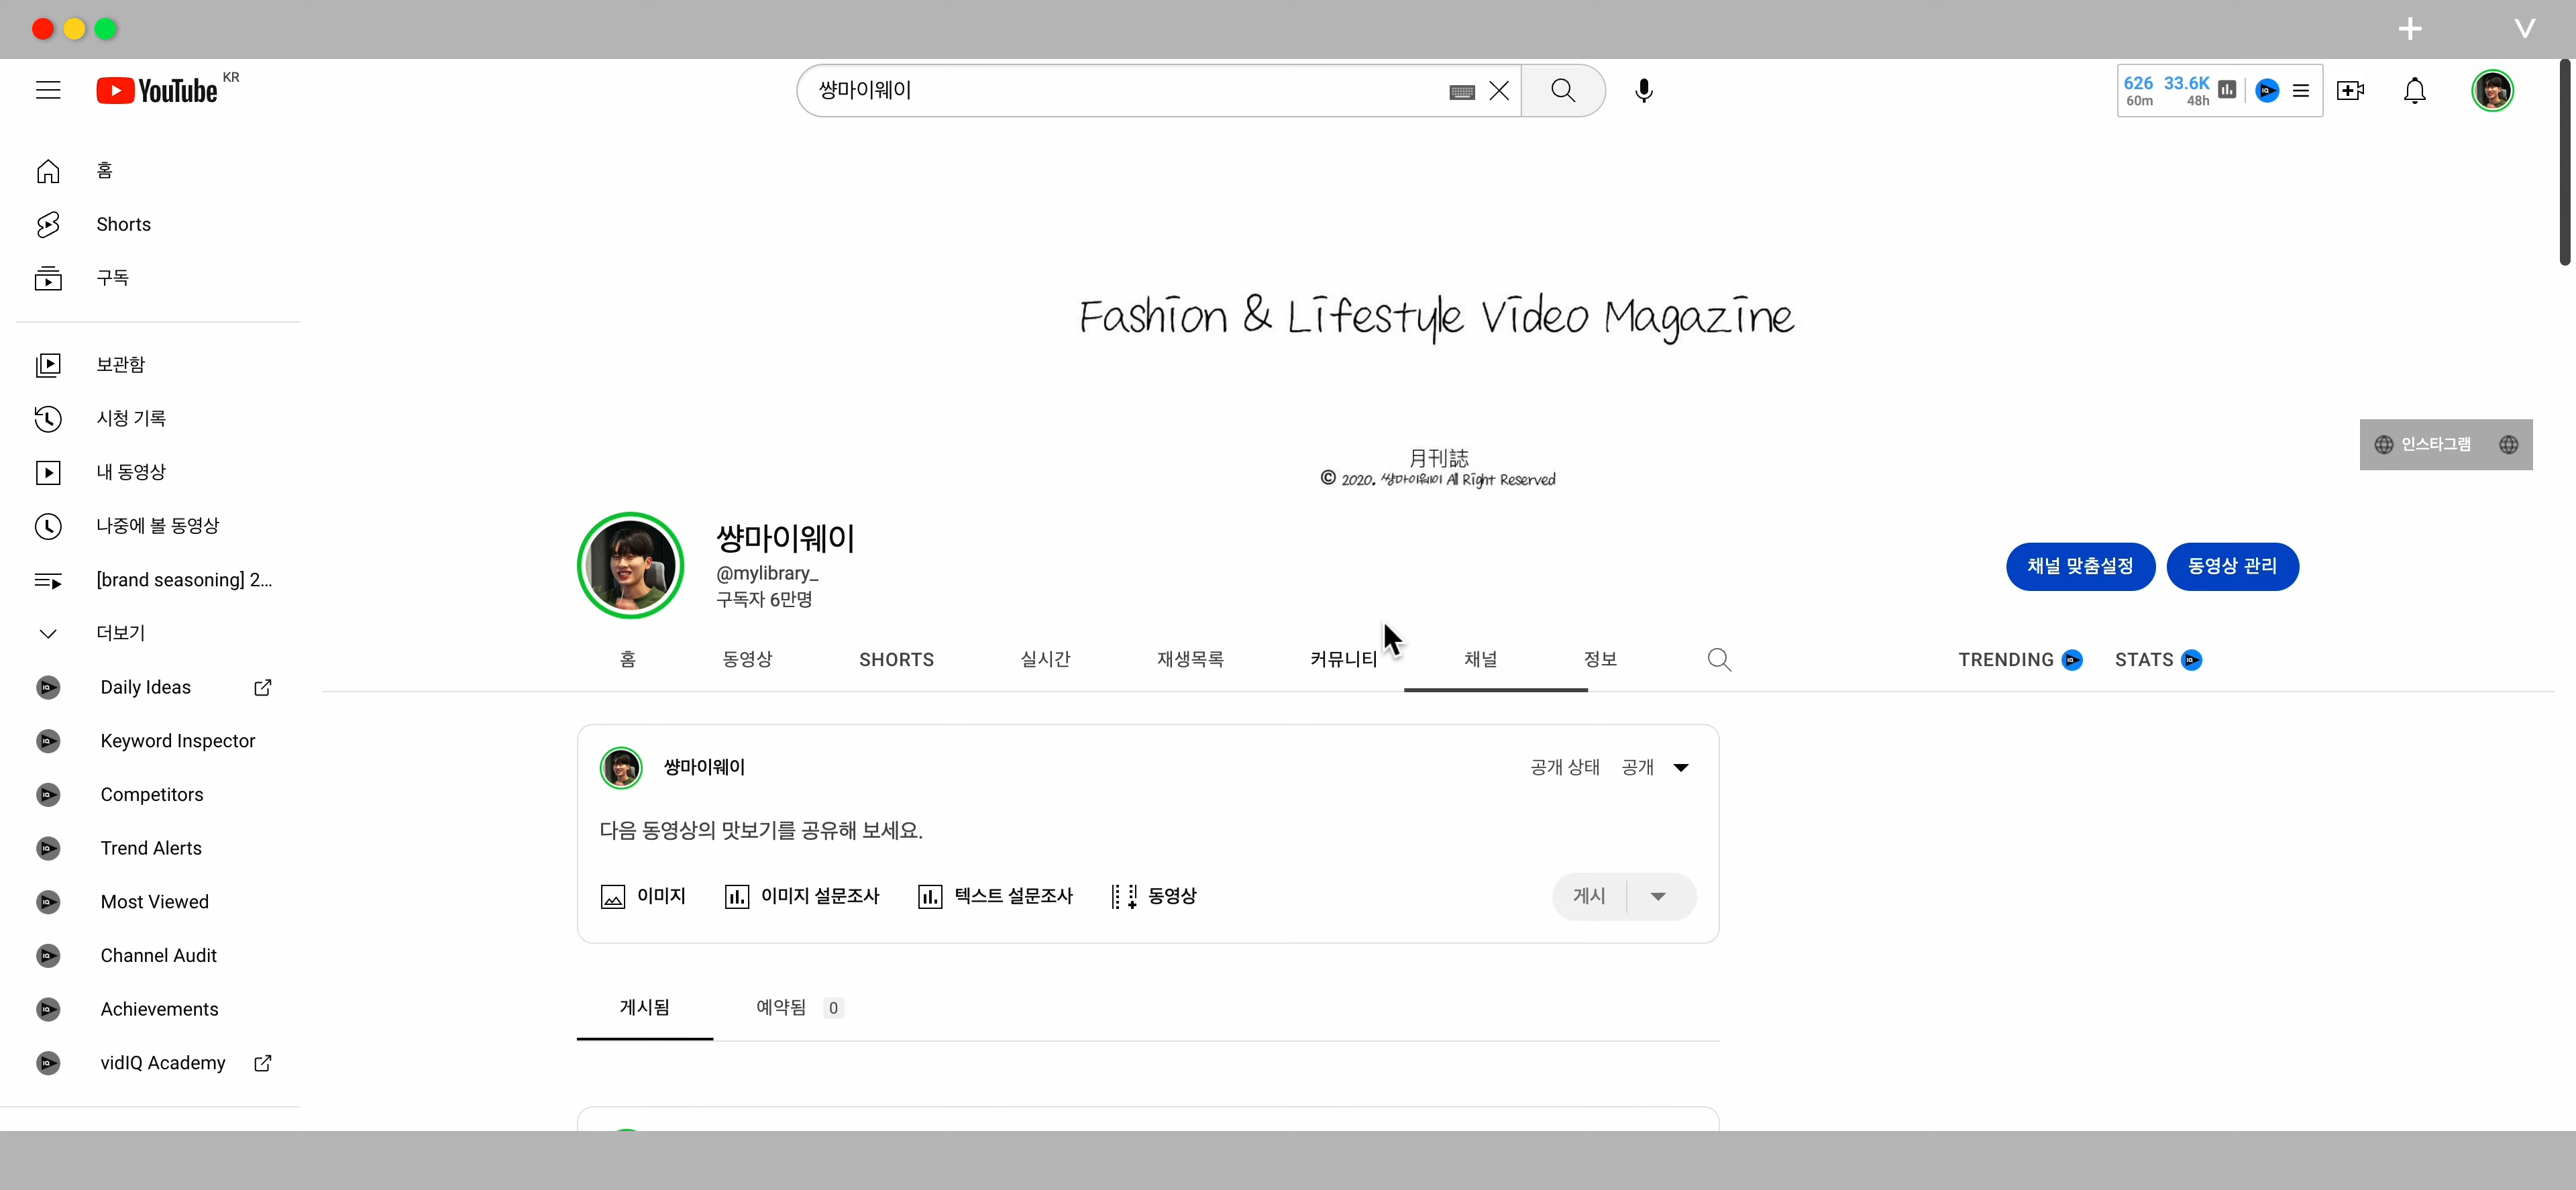 + V
YouTube KR
쌩마이웨이
626 33.6K
60m 48h
홈
Shorts
구독
보관함
시청 기록
내 동영상
나중에 볼 동영상
[brand seasoning] 2...
더보기
Daily Ideas
Keyword Inspector
Competitors
Trend Alerts
Most Viewed
Channel Audit
Achievements
vidIQ Academy
Fashion & Lifestyle Video Magazine
月刊誌
© 2020. 쌩마이웨이 All Right Reserved
인스타그램
쌩마이웨이
@mylibrary_
구독자 6만명
채널 맞춤설정 동영상 관리
홈 동영상 SHORTS 실시간 재생목록 커뮤니티 채널 정보 TRENDING STATS
쌩마이웨이 공개 상태 공개
다음 동영상의 맛보기를 공유해 보세요.
이미지 이미지 설문조사 텍스트 설문조사 동영상 게시
게시됨 예약됨 0